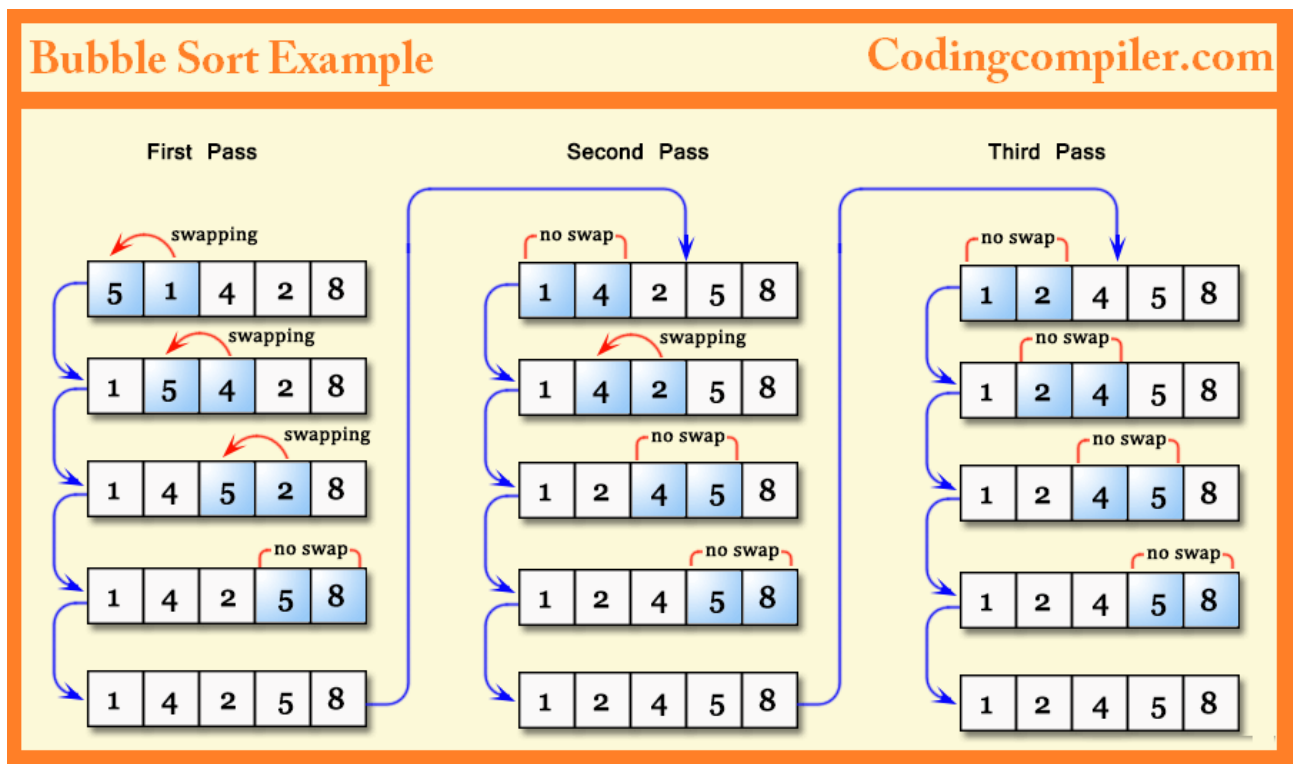 Bubble Sort Example
Codingcompiler.com
First Pass
swapping
5 1 4 2 8
swapping
1 5 4 2 8
swapping
1 4 5 2 8
no swap
1 4 2 5 8
1 4 2 5 8
Second Pass
no swap
1 4 2 5 8
swapping
1 4 2 5 8
no swap
1 2 4 5 8
no swap
1 2 4 5 8
1 2 4 5 8
Third Pass
no swap
1 2 4 5 8
no swap
1 2 4 5 8
no swap
1 2 4 5 8
no swap
1 2 4 5 8
1 2 4 5 8